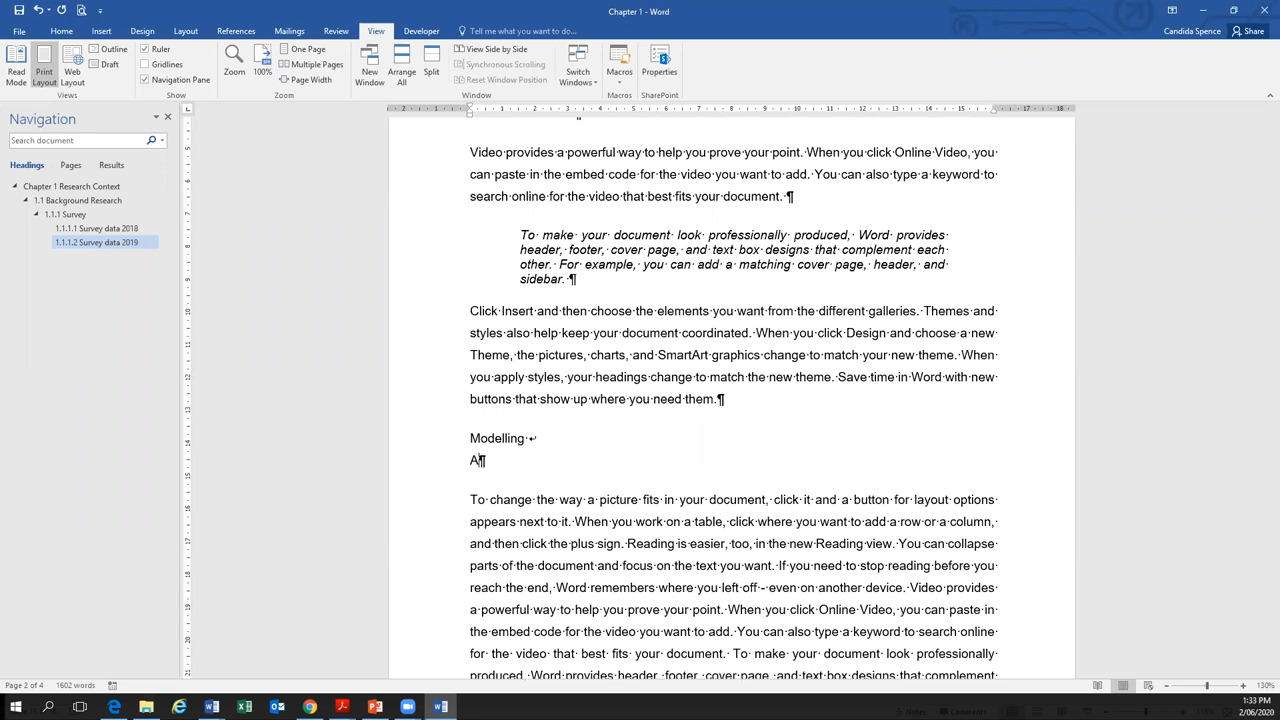 Chapter 1 - Word
Candida Spence
Share
File Home Insert Design Layout References Mailings Review View Developer Tell me what you want to do...
Read Mode
Print Layout
Web Layout
Outline
Draft
Views
Ruler
Gridlines
Navigation Pane
Show
Zoom
100%
One Page
Multiple Pages
Page Width
Zoom
New Window
Arrange All
Split
View Side by Side
Synchronous Scrolling
Reset Window Position
Window
Switch Windows
Macros
Macros
Properties
SharePoint
Navigation
Search document
Headings Pages Results
Chapter 1 Research Context
1.1 Background Research
1.1.1 Survey
1.1.1.1 Survey data 2018
1.1.1.2 Survey data 2019
Video provides a powerful way to help you prove your point. When you click Online Video, you
can paste in the embed code for the video you want to add. You can also type a keyword to
search online for the video that best fits your document. ¶
To make your document look professionally produced, Word provides
header, footer, cover page, and text box designs that complement each
other. For example, you can add a matching cover page, header, and
sidebar. ¶
Click Insert and then choose the elements you want from the different galleries. Themes and
styles also help keep your document coordinated. When you click Design and choose a new
Theme, the pictures, charts, and SmartArt graphics change to match your new theme. When
you apply styles, your headings change to match the new theme. Save time in Word with new
buttons that show up where you need them.¶
Modelling ↵
A¶
To change the way a picture fits in your document, click it and a button for layout options
appears next to it. When you work on a table, click where you want to add a row or a column,
and then click the plus sign. Reading is easier, too, in the new Reading view. You can collapse
parts of the document and focus on the text you want. If you need to stop reading before you
reach the end, Word remembers where you left off - even on another device. Video provides
a powerful way to help you prove your point. When you click Online Video, you can paste in
the embed code for the video you want to add. You can also type a keyword to search online
for the video that best fits your document. To make your document look professionally
produced, Word provides header, footer, cover page, and text box designs that complement
Page 2 of 4 1602 words
130%
Notes Comments
1:33 PM
2/06/2020